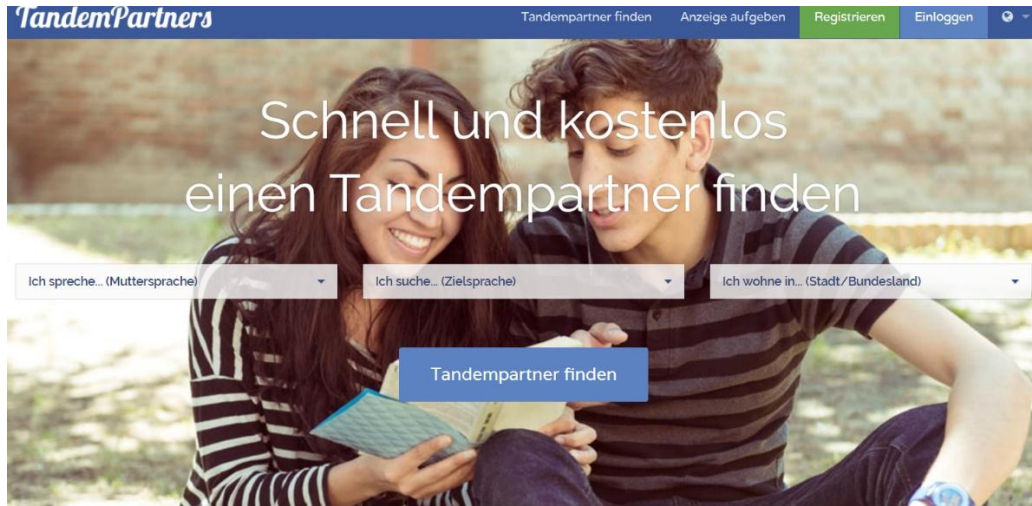 TandemPartners
Tandempartner finden
Anzeige aufgeben
Registrieren
Einloggen
Schnell und kostenlos
einen Tandempartner finden
Ich spreche... (Muttersprache)
Ich suche... (Zielsprache)
Ich wohne in... (Stadt/Bundesland)
Tandempartner finden